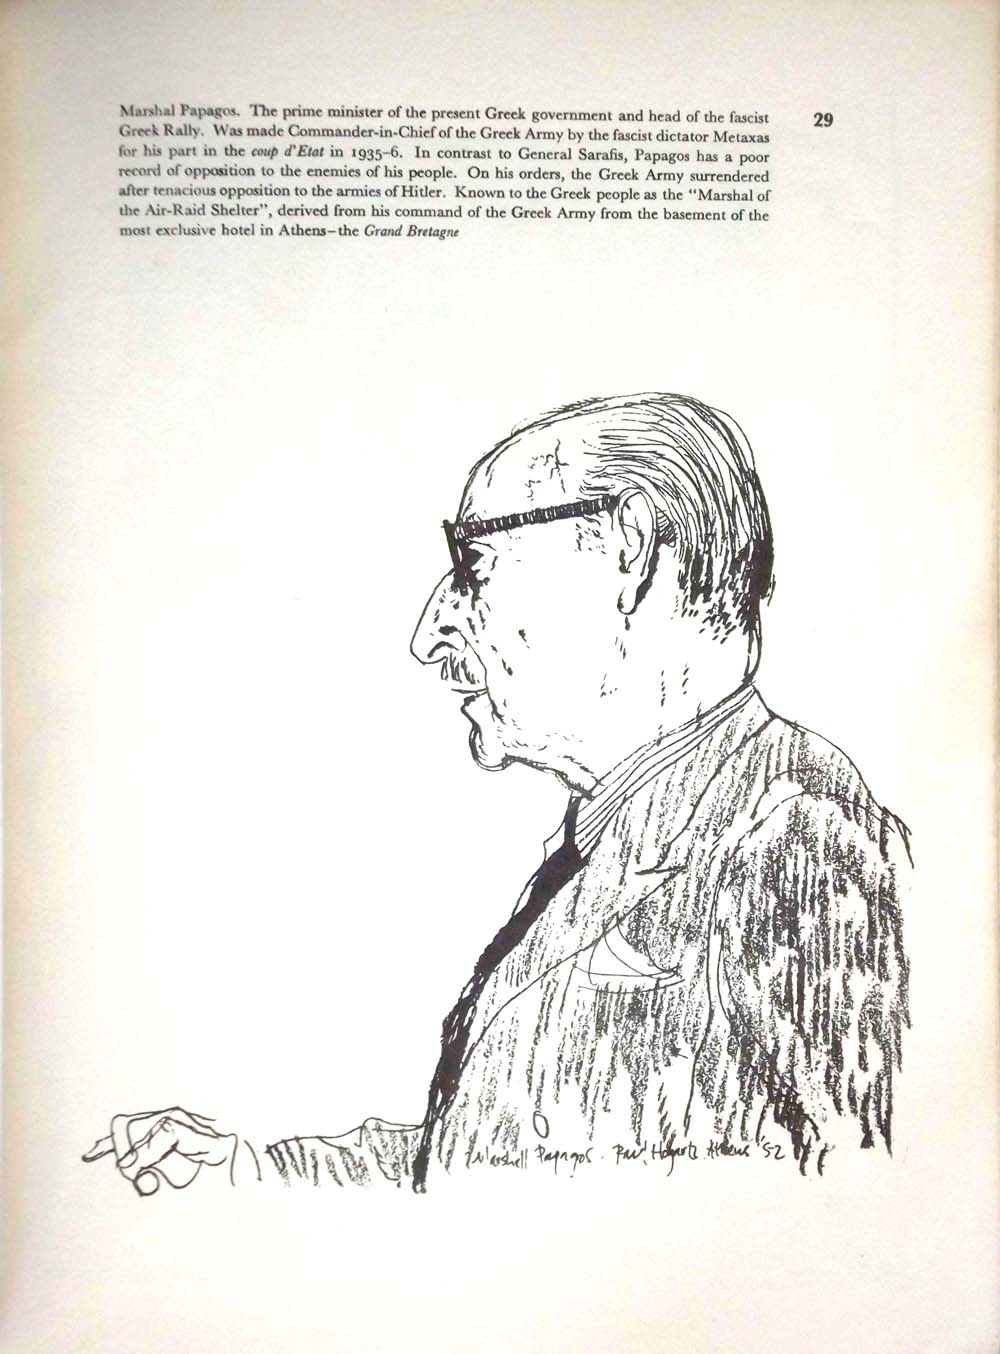 Marshal Papagos. The prime minister of the present Greek government and head of the fascist
Greek Rally. Was made Commander-in-Chief of the Greek Army by the fascist dictator Metaxas
for his part in the coup d'Etat in 1935–6. In contrast to General Sarafis, Papagos has a poor
record of opposition to the enemies of his people. On his orders, the Greek Army surrendered
after tenacious opposition to the armies of Hitler. Known to the Greek people as the "Marshal of
the Air-Raid Shelter", derived from his command of the Greek Army from the basement of the
most exclusive hotel in Athens–the Grand Bretagne
29
Marshall Papagos. Paul Hogarth. Athens '52